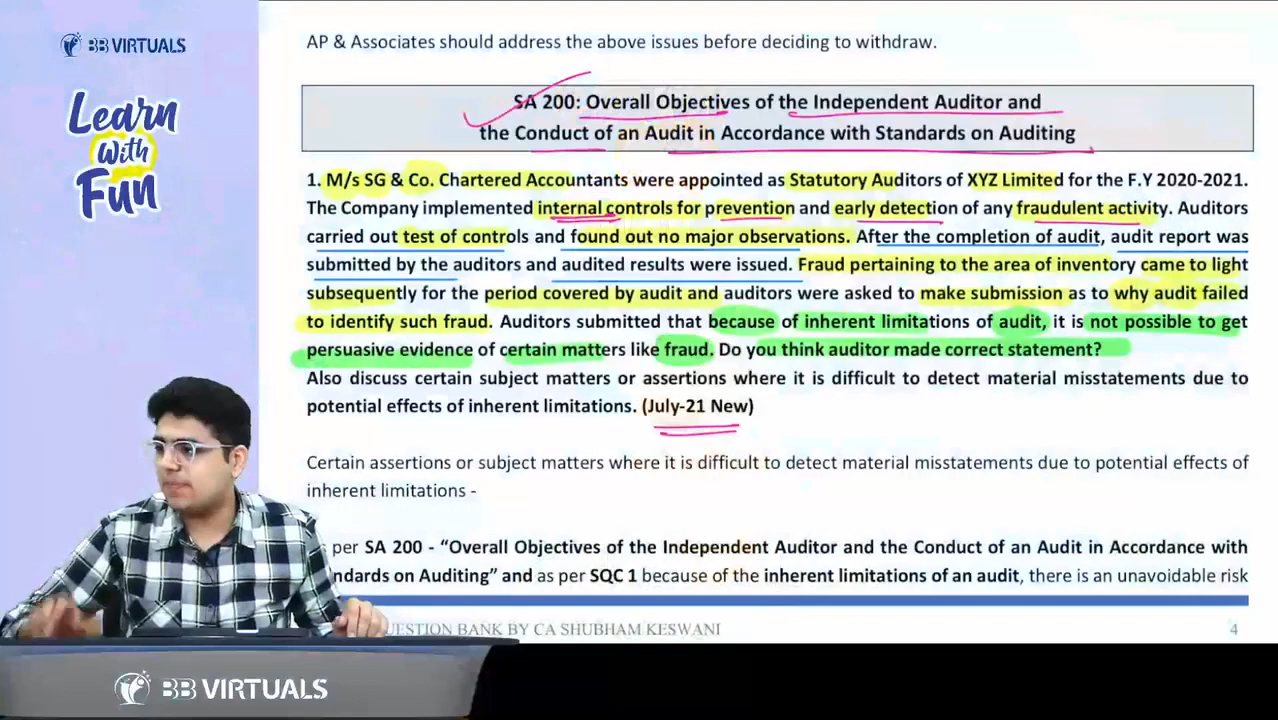 BB VIRTUALS
Learn
With
Fun
AP & Associates should address the above issues before deciding to withdraw.
SA 200: Overall Objectives of the Independent Auditor and
the Conduct of an Audit in Accordance with Standards on Auditing
1. M/s SG & Co. Chartered Accountants were appointed as Statutory Auditors of XYZ Limited for the F.Y 2020-2021.
The Company implemented internal controls for prevention and early detection of any fraudulent activity. Auditors
carried out test of controls and found out no major observations. After the completion of audit, audit report was
submitted by the auditors and audited results were issued. Fraud pertaining to the area of inventory came to light
subsequently for the period covered by audit and auditors were asked to make submission as to why audit failed
to identify such fraud. Auditors submitted that because of inherent limitations of audit, it is not possible to get
persuasive evidence of certain matters like fraud. Do you think auditor made correct statement?
Also discuss certain subject matters or assertions where it is difficult to detect material misstatements due to
potential effects of inherent limitations. (July-21 New)
Certain assertions or subject matters where it is difficult to detect material misstatements due to potential effects of
inherent limitations -
per SA 200 - “Overall Objectives of the Independent Auditor and the Conduct of an Audit in Accordance with
ndards on Auditing” and as per SQC 1 because of the inherent limitations of an audit, there is an unavoidable risk
UESTION BANK BY CA SHUBHAM KESWANI
4
BB VIRTUALS